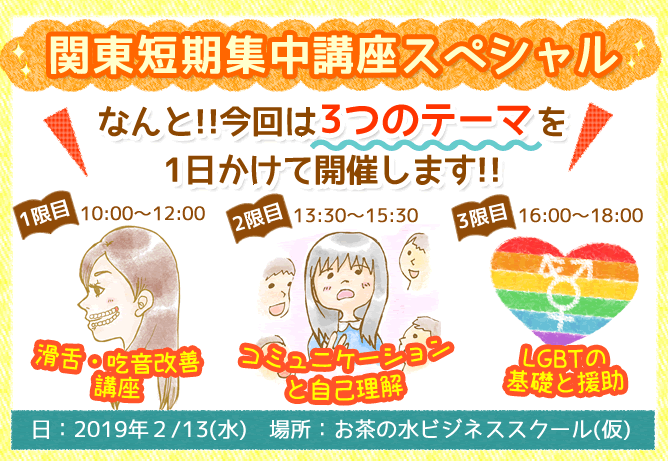 関東短期集中講座スペシャル
なんと!!今回は3つのテーマを
1日かけて開催します!!
1限目 10:00〜12:00
2限目 13:30〜15:30
3限目 16:00〜18:00
滑舌・吃音改善
講座
コミュニケーション
と自己理解
LGBTの
基礎と援助
日：2019年２/13(水)　場所：お茶の水ビジネススクール(仮)